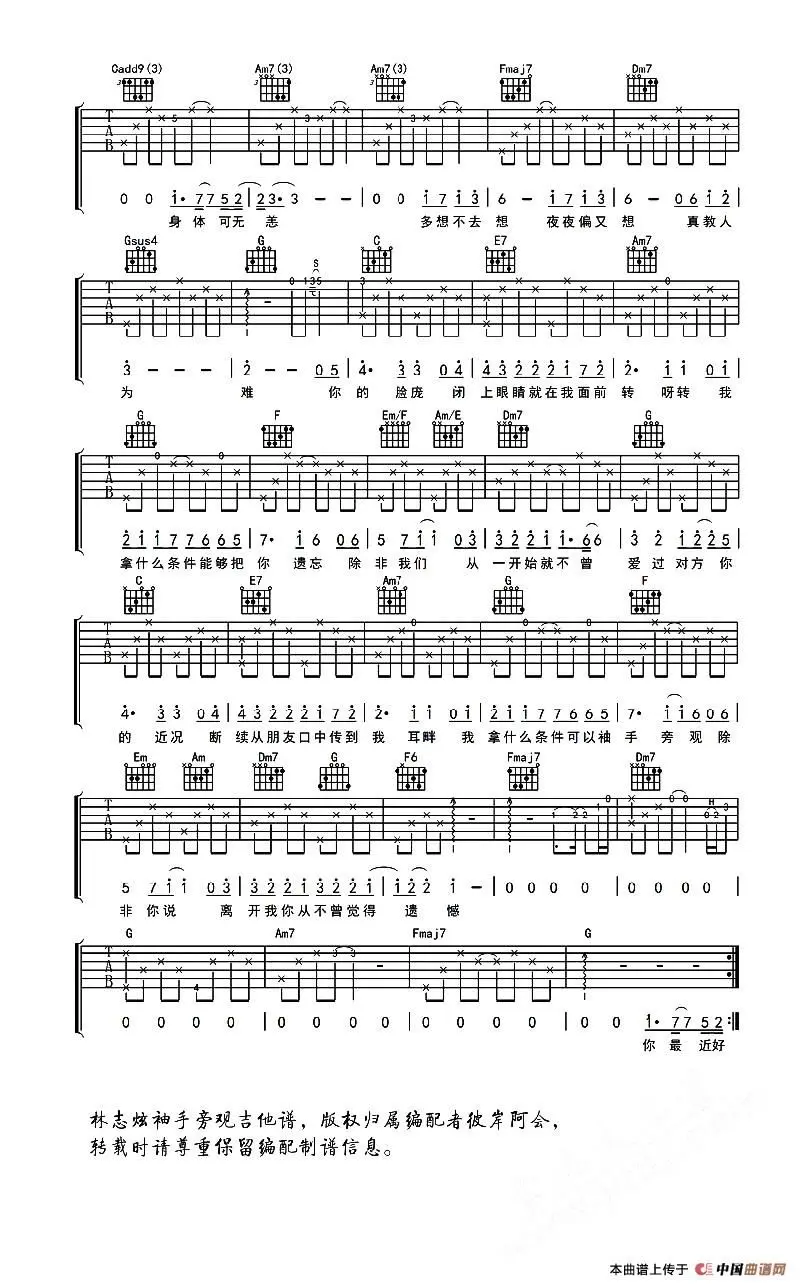 Cadd9(3) Am7(3) Am7(3) Fmaj7 Dm7
T A B
0 0 1· 7 7 5 2 | 2 3· 3 - - | 0 0 1 7 1 3 | 6 - 1 7 1 3 | 6 - 0 6 1 2
身体可无恙 多想不去想 夜夜偏又想 真教人
Gsus4 G C E7 Am7
T A B
3 - - - | 2 - - 0 5 | 4· 3 3 0 4 | 4 3 2 2 2 1 7 2 | 2· 1 1 0 1
为 难 你的脸庞闭上眼睛就在我面前转呀转我
G F Em/F Am/E Dm7 G
T A B
2 1 1 7 7 6 6 5 | 7· 1 6 0 6 | 5 7 1 1 0 3 | 3 2 2 1 1· 6 6 | 3 1 2 0 2 5
拿什么条件能够把你遗忘除非我们 从一开始就不曾 爱过对方你
C E7 Am7 G F
T A B
4· 3 3 0 4 | 4 3 2 2 2 1 7 2 | 2· 1 1 0 1 | 2 1 1 7 7 6 6 5 | 7· 1 1 6 0 6
的近况断续从朋友口中传到我耳畔我拿什么条件可以袖手旁观除
Em Am Dm7 G F6 Fmaj7 Dm7
T A B
5 7 1 1 0 3 | 3 2 2 1 3 2 2 1 | 1 2 2 1 - | 0 0 0 0 | 0 0 0 0
非你说 离开我你从不曾觉得 遗憾
G Am7 Fmaj7 G
T A B
0 0 0 0 | 0 0 0 0 | 0 0 0 0 | 0 0 1· 7 7 5 2 :|
你最近好
林志炫袖手旁观吉他谱，版权归属编配者彼岸阿会，
转载时请尊重保留编配制谱信息。
本曲谱上传于 中国曲谱网